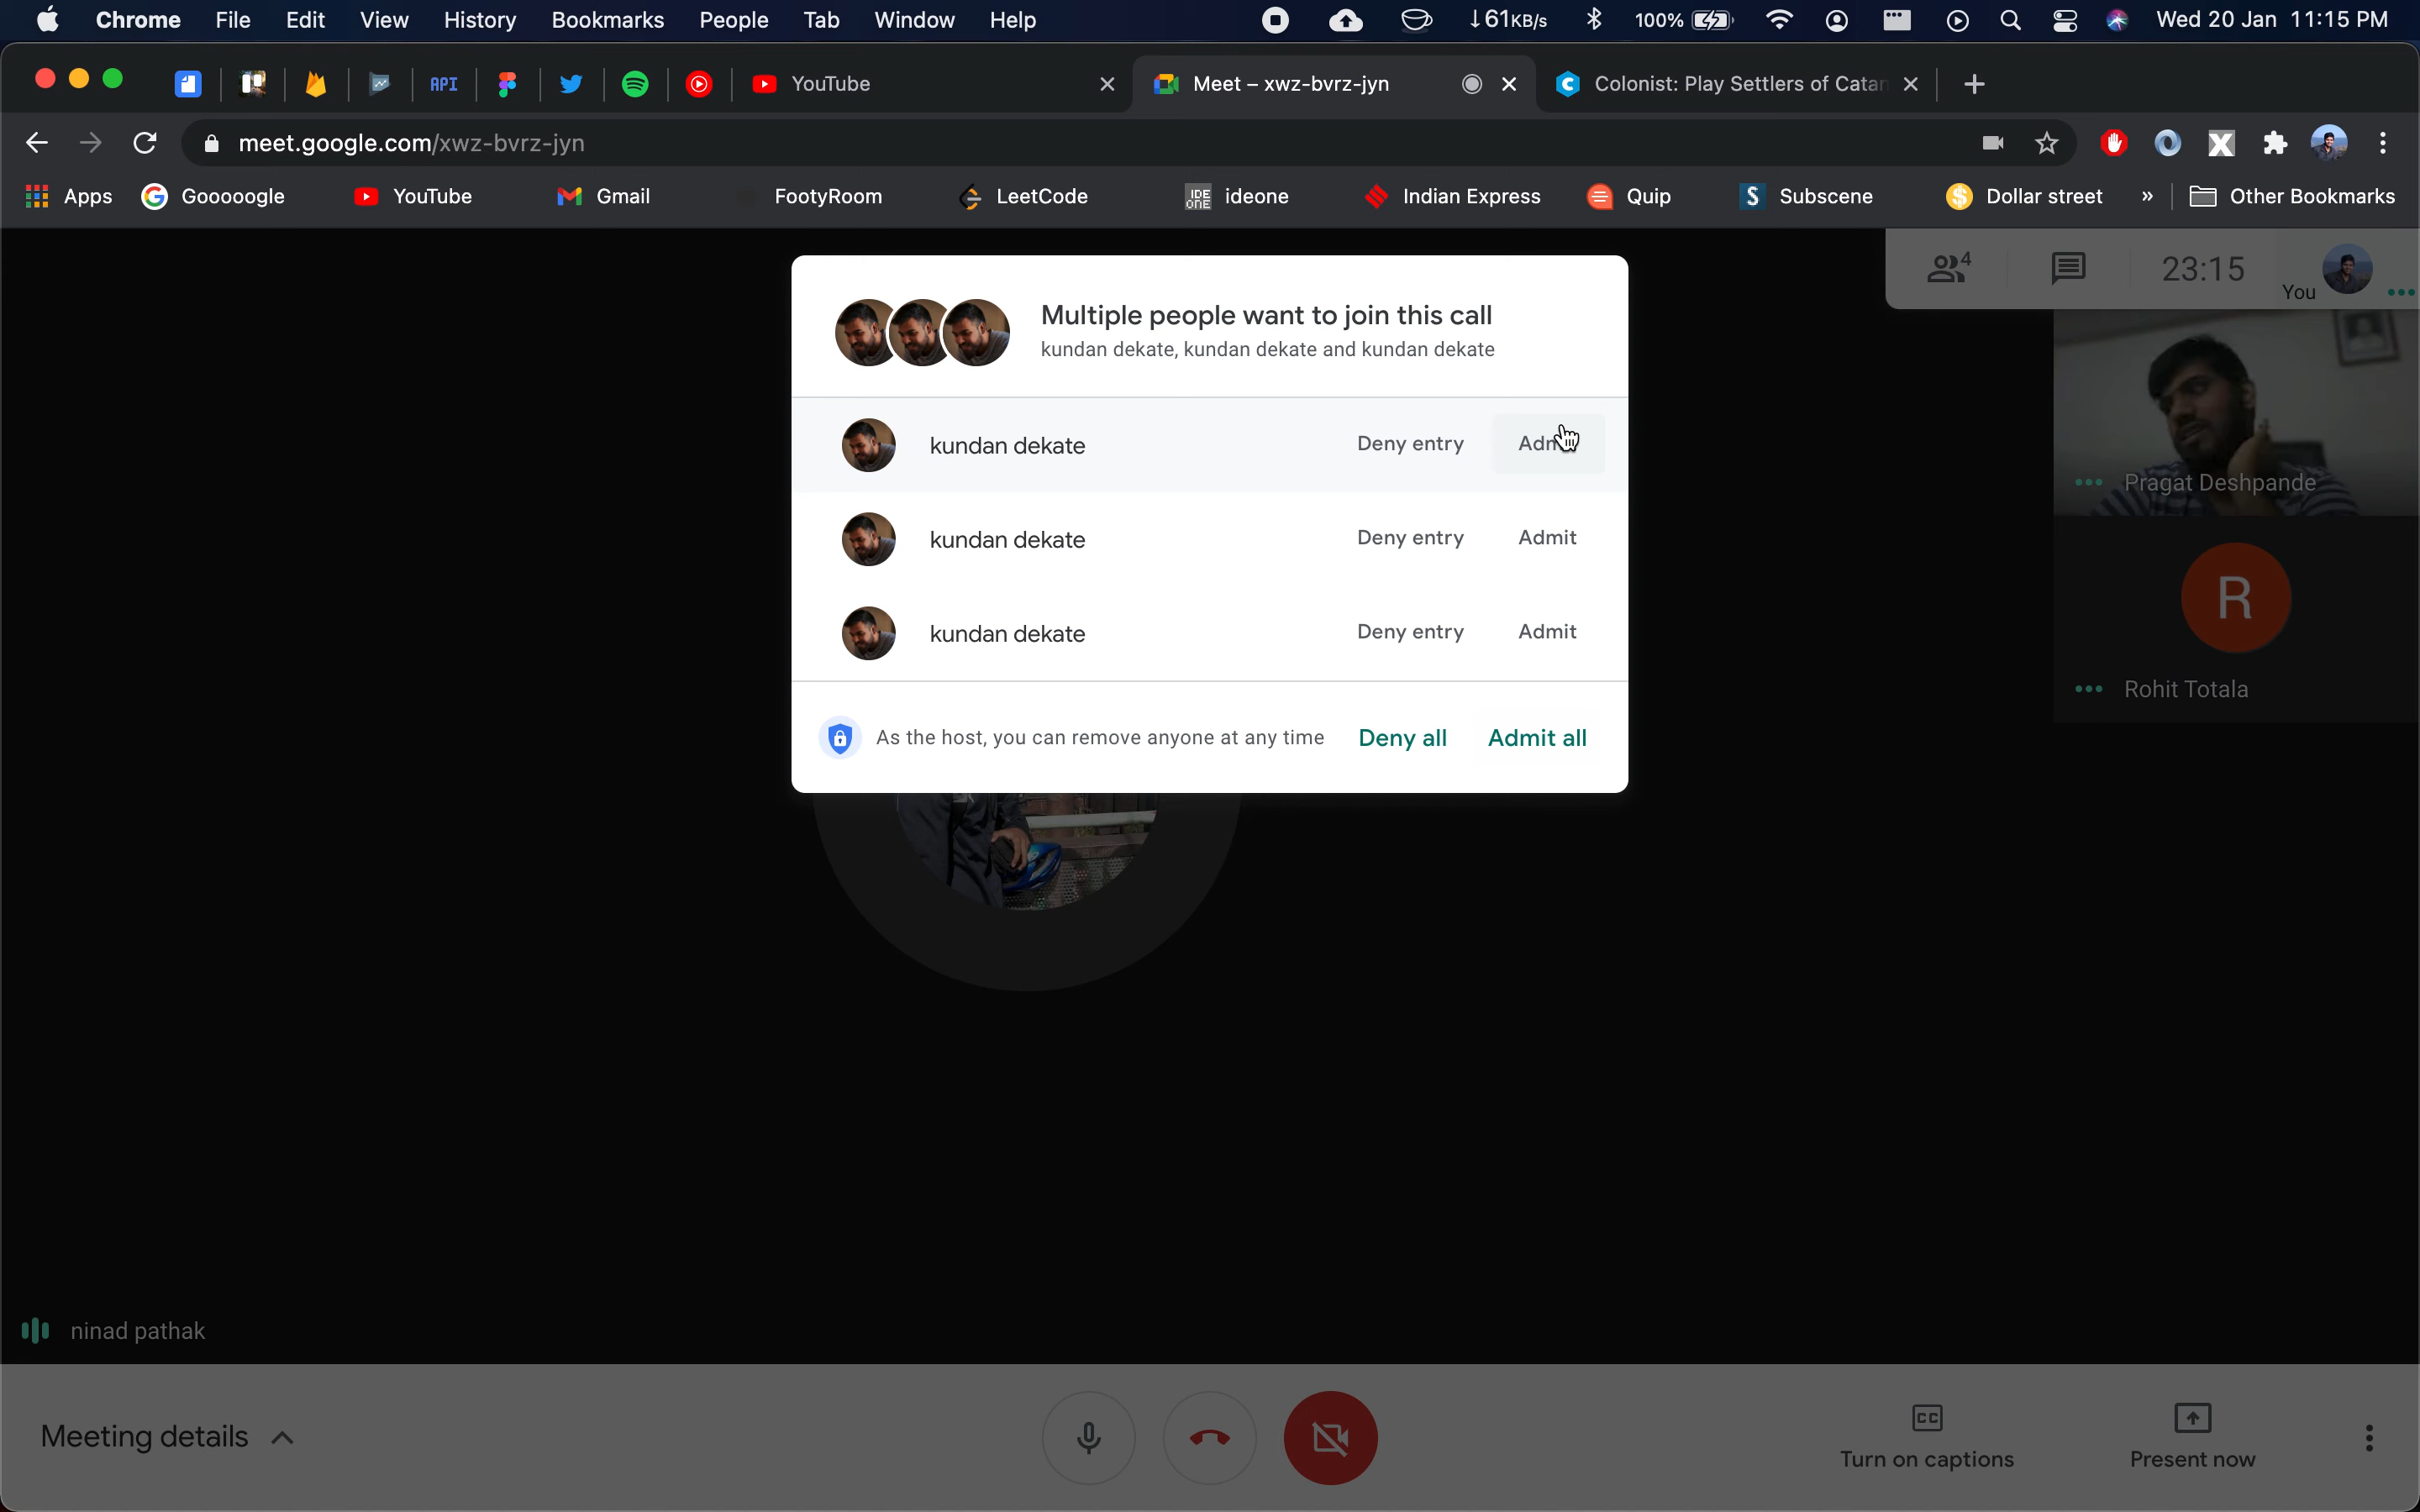 Chrome File Edit View History Bookmarks People Tab Window Help ↓61KB/s 100% Wed 20 Jan 11:15 PM
API YouTube Meet – xwz-bvrz-jyn Colonist: Play Settlers of Catan
meet.google.com/xwz-bvrz-jyn
Apps Gooooogle YouTube Gmail FootyRoom LeetCode IDE ONE ideone Indian Express Quip S Subscene Dollar street » Other Bookmarks
4 23:15 You
Multiple people want to join this call
kundan dekate, kundan dekate and kundan dekate
kundan dekate Deny entry
kundan dekate Deny entry Admit
kundan dekate Deny entry Admit
As the host, you can remove anyone at any time Deny all Admit all
Pragat Deshpande
R
Rohit Totala
ninad pathak
Meeting details
CC
Turn on captions Present now